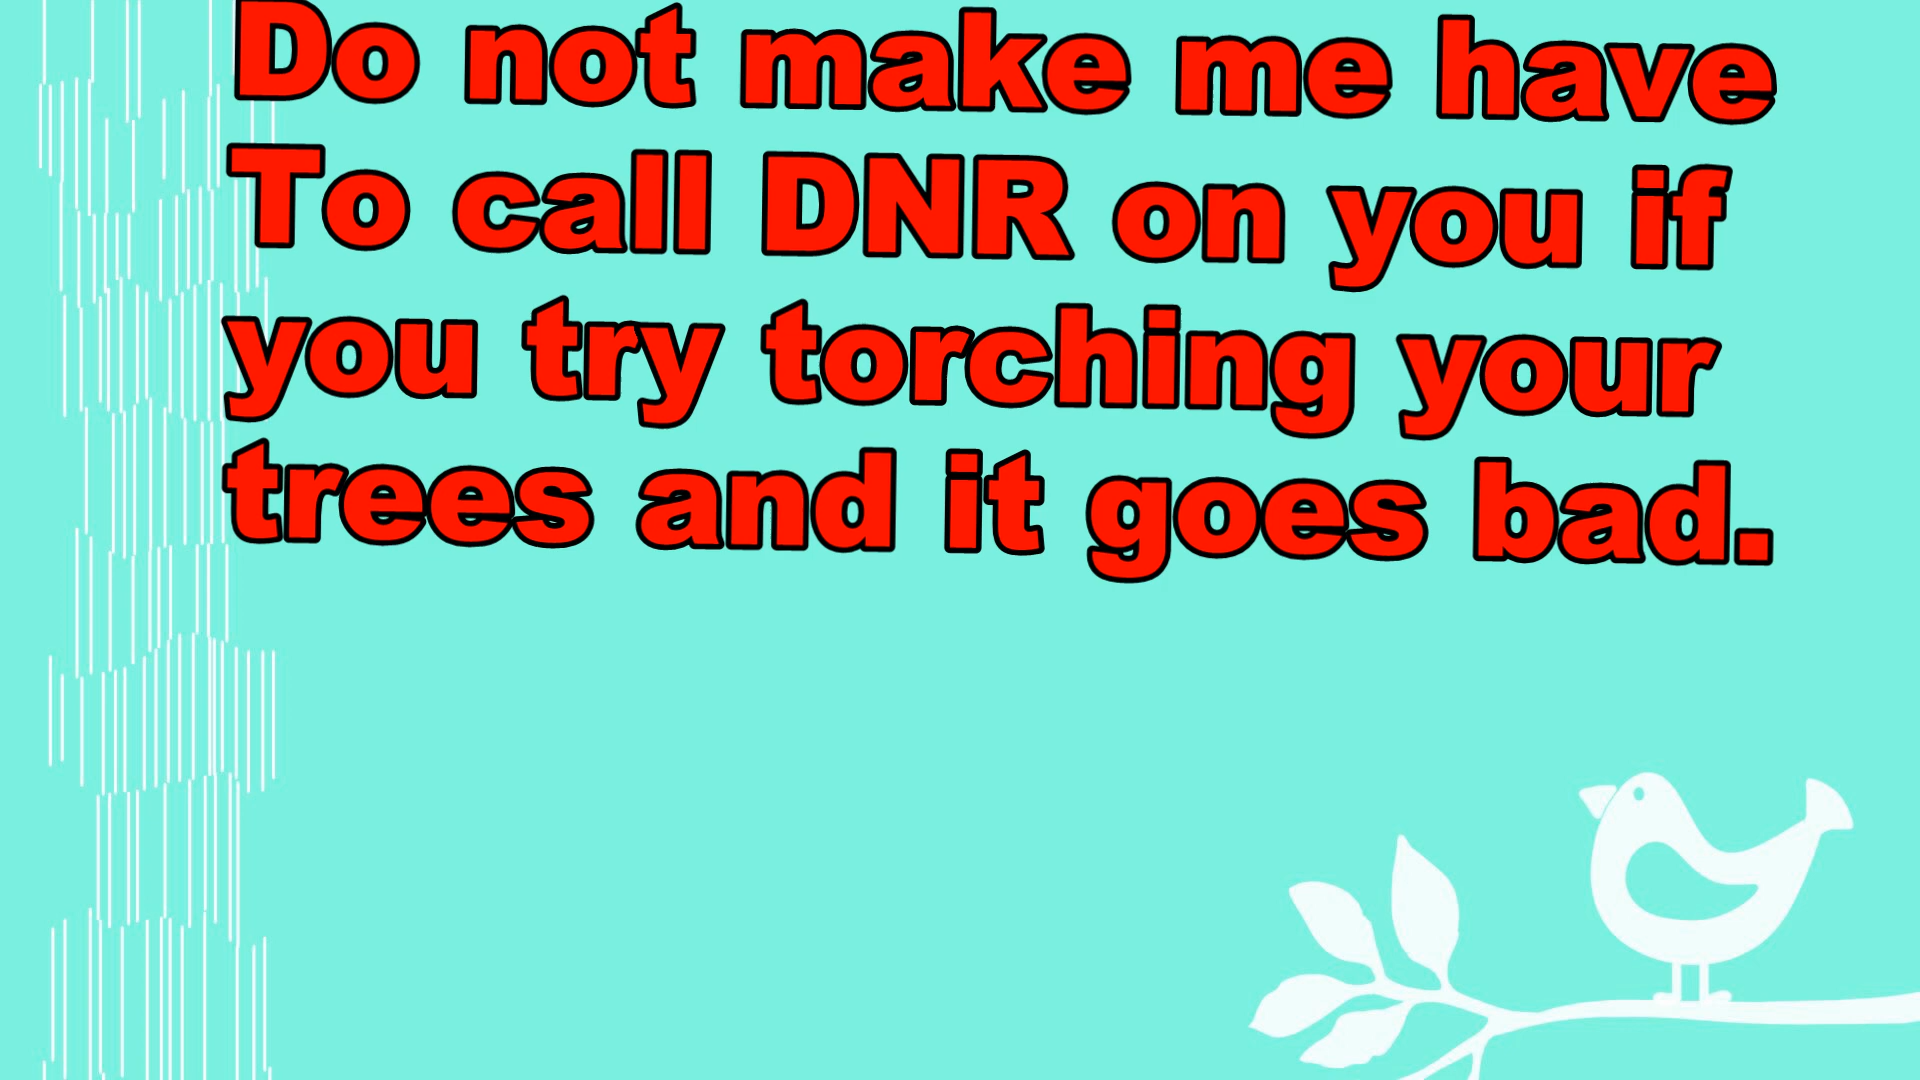 Do not make me have
To call DNR on you if
you try torching your
trees and it goes bad.